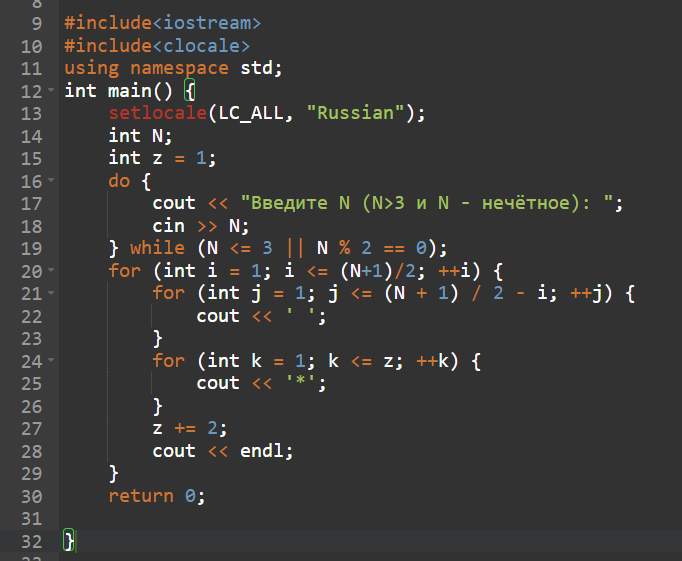 8
9 #include<iostream>
10 #include<clocale>
11 using namespace std;
12 int main() {
13     setlocale(LC_ALL, "Russian");
14     int N;
15     int z = 1;
16     do {
17         cout << "Введите N (N>3 и N - нечётное): ";
18         cin >> N;
19     } while (N <= 3 || N % 2 == 0);
20     for (int i = 1; i <= (N+1)/2; ++i) {
21         for (int j = 1; j <= (N + 1) / 2 - i; ++j) {
22             cout << ' ';
23         }
24         for (int k = 1; k <= z; ++k) {
25             cout << '*';
26         }
27         z += 2;
28         cout << endl;
29     }
30     return 0;
31
32 }